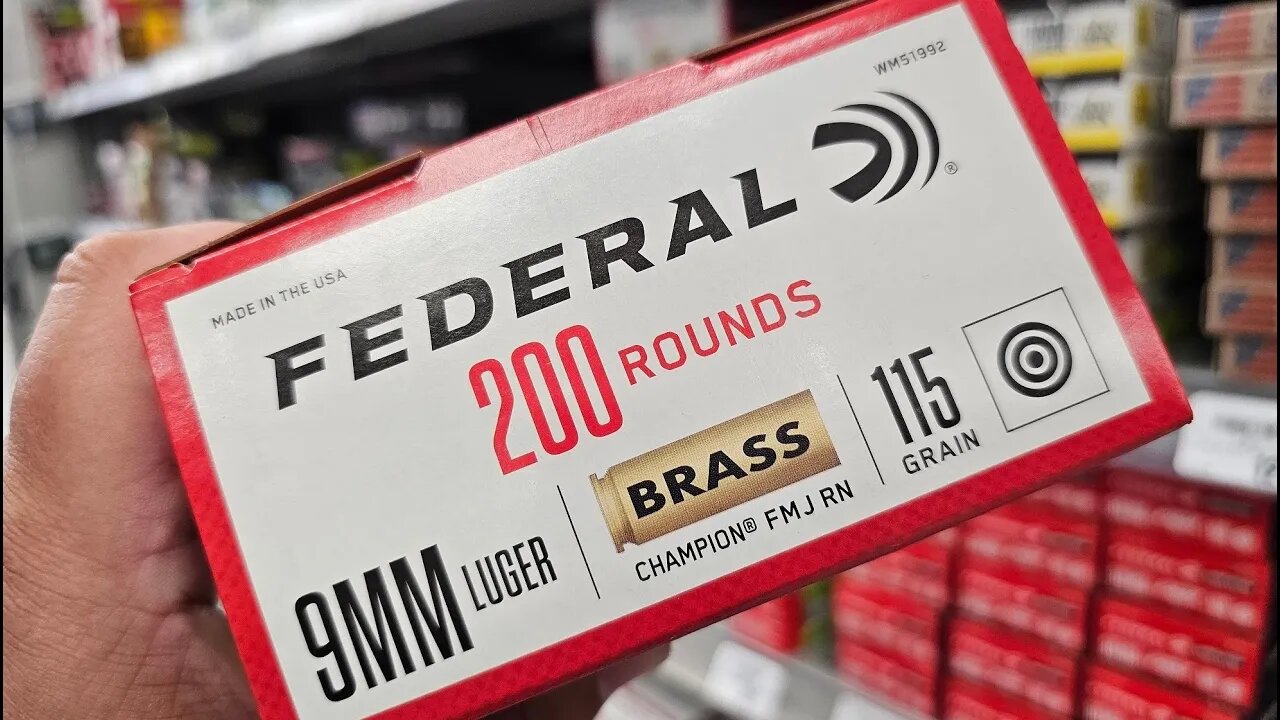 WM51992
MADE IN THE USA
FEDERAL®
200 ROUNDS
9MM LUGER
BRASS
CHAMPION® FMJ RN
115
GRAIN